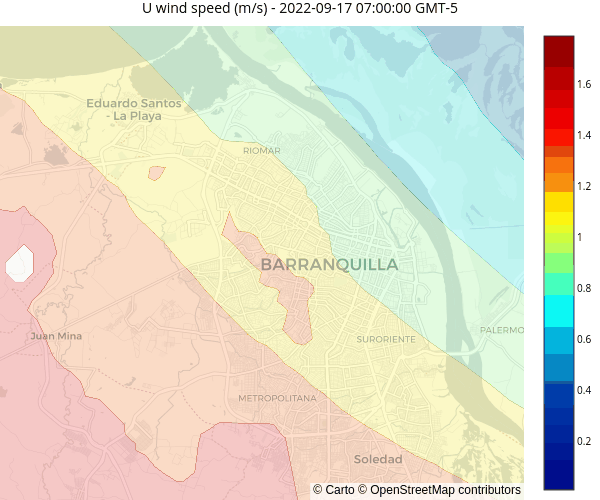 U wind speed (m/s) - 2022-09-17 07:00:00 GMT-5
Eduardo Santos
- La Playa
RIOMAR
BARRANQUILLA
Juan Mina
SURORIENTE
PALERMO
METROPOLITANA
Soledad
© Carto © OpenStreetMap contributors
1.6
1.4
1.2
1
0.8
0.6
0.4
0.2